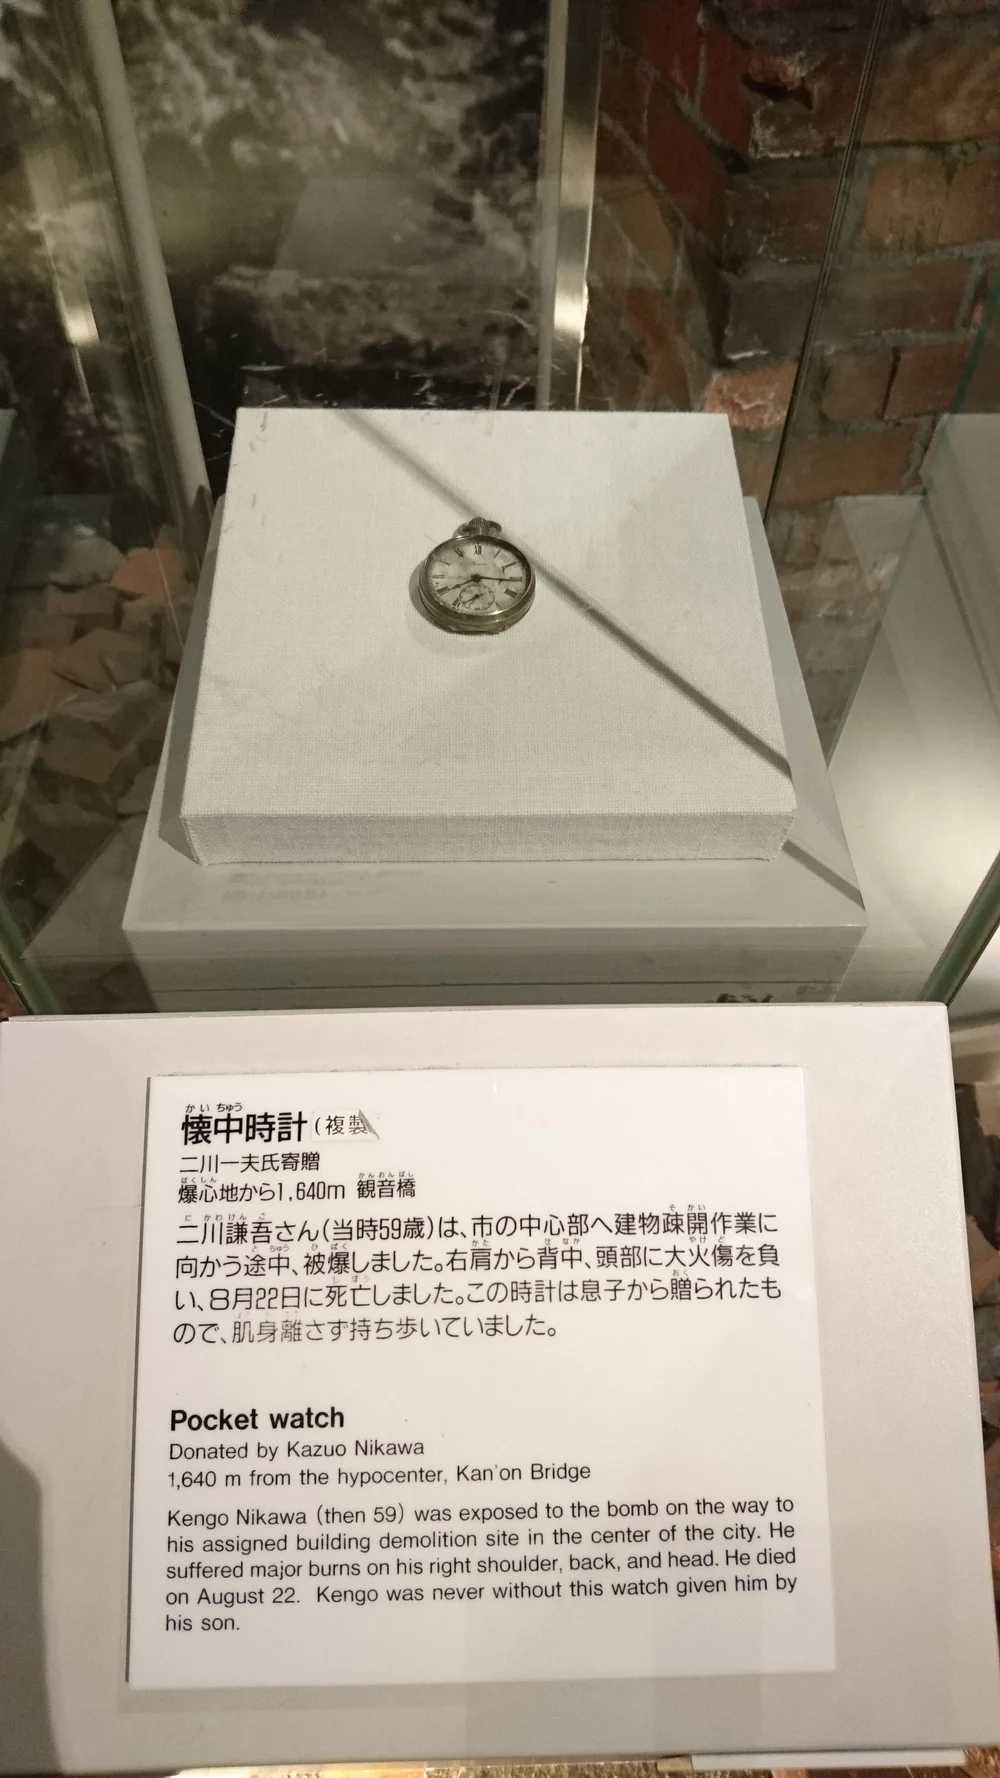 懐中時計 (複製
二川一夫氏寄贈
爆心地から1,640m 観音橋
二川謙吾さん(当時59歳)は、市の中心部へ建物疎開作業に
向かう途中、被爆しました。右肩から背中、頭部に大火傷を負
い、8月22日に死亡しました。この時計は息子から贈られたも
ので、肌身離さず持ち歩いていました。
Pocket watch
Donated by Kazuo Nikawa
1,640 m from the hypocenter, Kan'on Bridge
Kengo Nikawa (then 59) was exposed to the bomb on the way to
his assigned building demolition site in the center of the city. He
suffered major burns on his right shoulder, back, and head. He died
on August 22. Kengo was never without this watch given him by
his son.